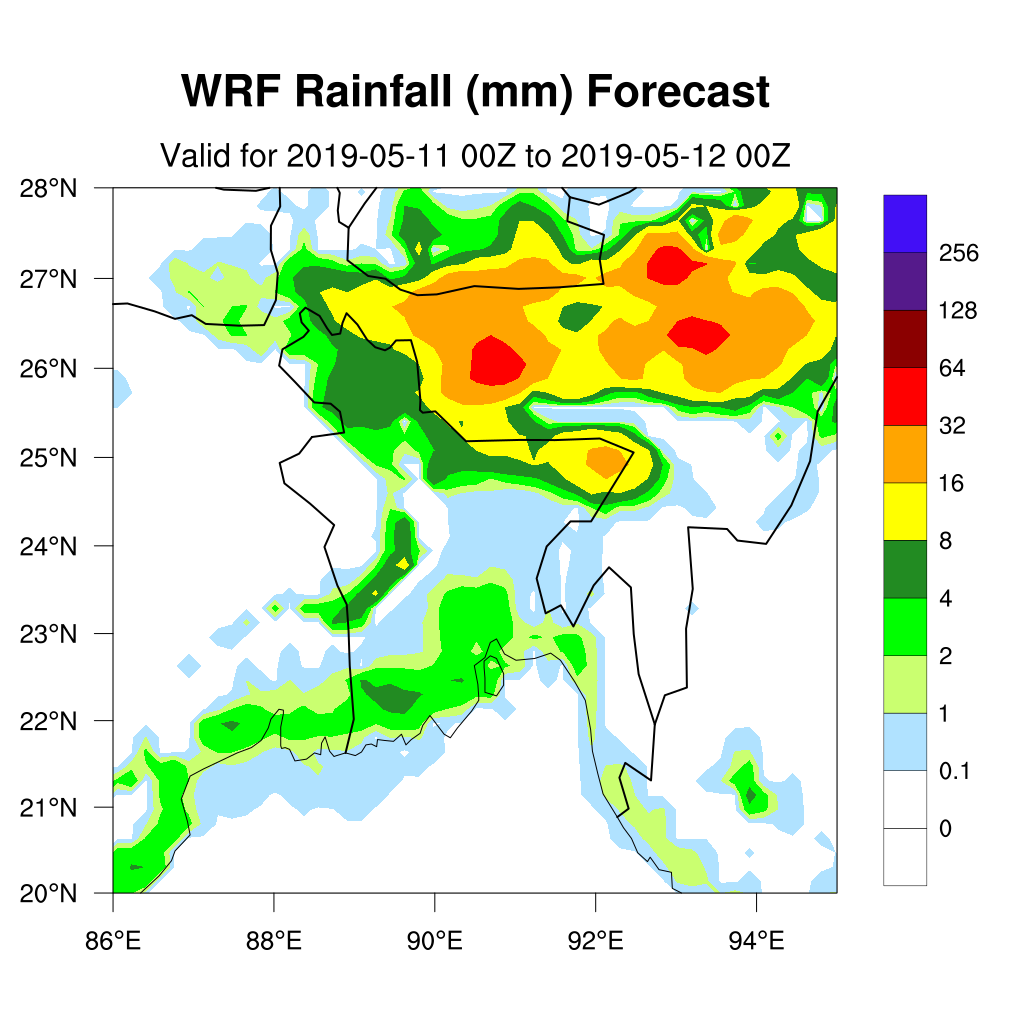 WRF Rainfall (mm) Forecast
Valid for 2019-05-11 00Z to 2019-05-12 00Z
28°N
27°N
26°N
25°N
24°N
23°N
22°N
21°N
20°N
86°E 88°E 90°E 92°E 94°E
256
128
64
32
16
8
4
2
1
0.1
0